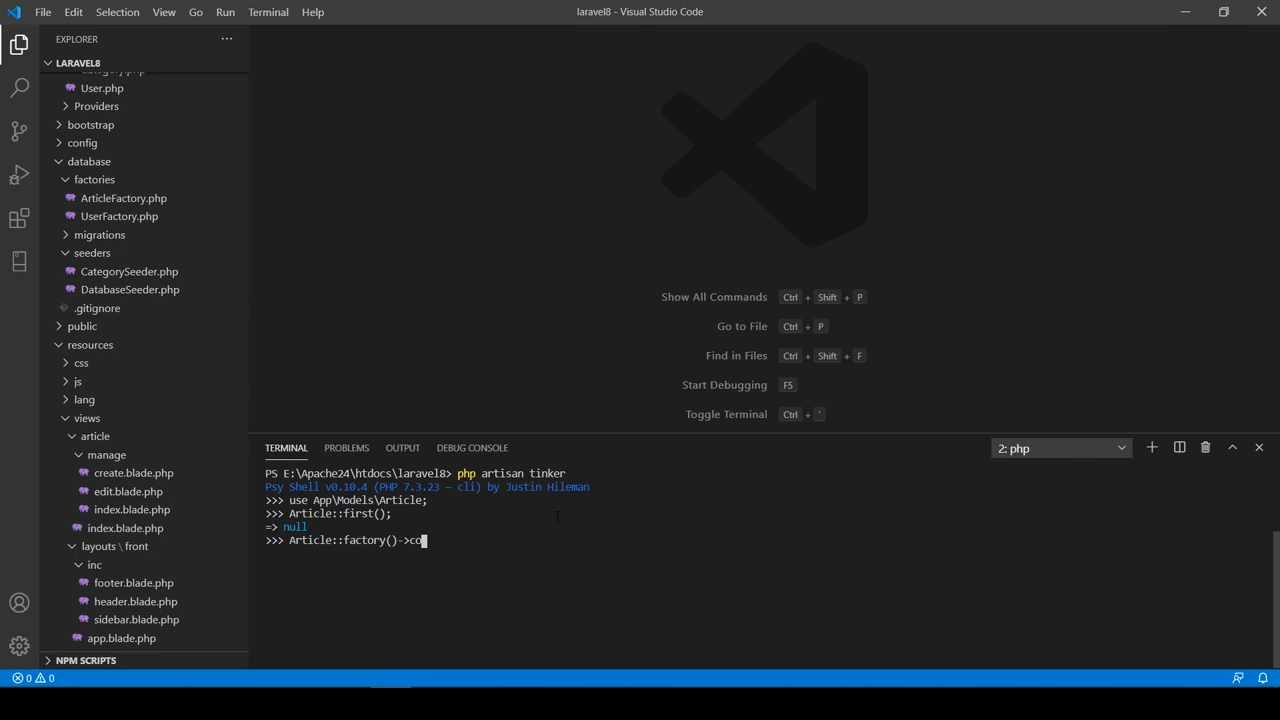 File Edit Selection View Go Run Terminal Help
laravel8 - Visual Studio Code
EXPLORER
LARAVEL8
Category.php
User.php
Providers
bootstrap
config
database
factories
ArticleFactory.php
UserFactory.php
migrations
seeders
CategorySeeder.php
DatabaseSeeder.php
.gitignore
public
resources
css
js
lang
views
article
manage
create.blade.php
edit.blade.php
index.blade.php
index.blade.php
layouts \ front
inc
footer.blade.php
header.blade.php
sidebar.blade.php
app.blade.php
NPM SCRIPTS
Show All Commands Ctrl + Shift + P
Go to File Ctrl + P
Find in Files Ctrl + Shift + F
Start Debugging F5
Toggle Terminal Ctrl + `
TERMINAL PROBLEMS OUTPUT DEBUG CONSOLE
2: php
PS E:\Apache24\htdocs\laravel8> php artisan tinker
Psy Shell v0.10.4 (PHP 7.3.23 — cli) by Justin Hileman
>>> use App\Models\Article;
>>> Article::first();
=> null
>>> Article::factory()->co
0 0